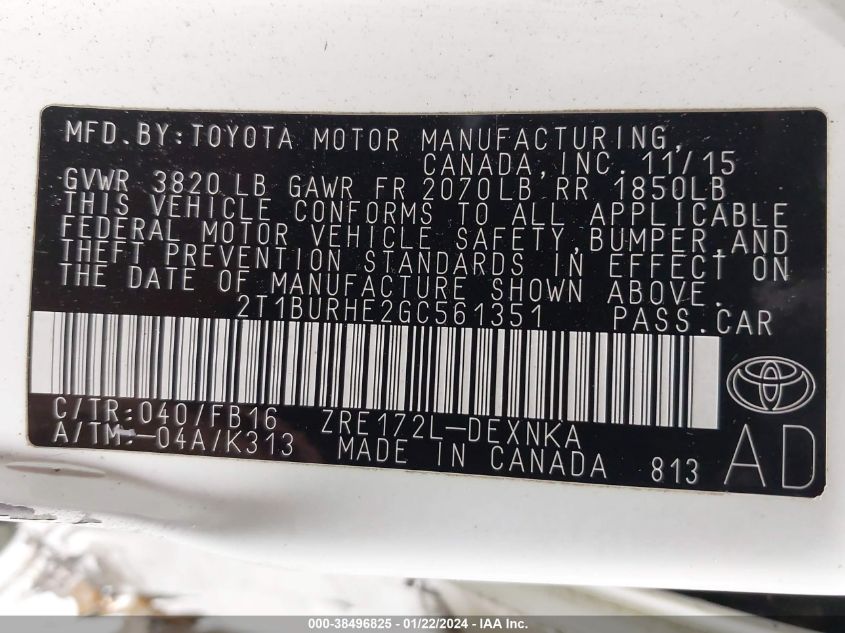 MFD.BY:TOYOTA MOTOR MANUFACTURING,
CANADA,INC. 11/15
GVWR 3820 LB GAWR FR 2070LB RR 1850LB
THIS VEHICLE CONFORMS TO ALL APPLICABLE
FEDERAL MOTOR VEHICLE SAFETY,BUMPER,AND
THEFT PREVENTION STANDARDS IN EFFECT ON
THE DATE OF MANUFACTURE SHOWN ABOVE.
2T1BURHE2GC561351 PASS.CAR
C/TR:040/FB16 ZRE172L-DEXNKA
A/TM:-04A/K313 MADE IN CANADA 813 AD
000-38496825 - 01/22/2024 - IAA Inc.